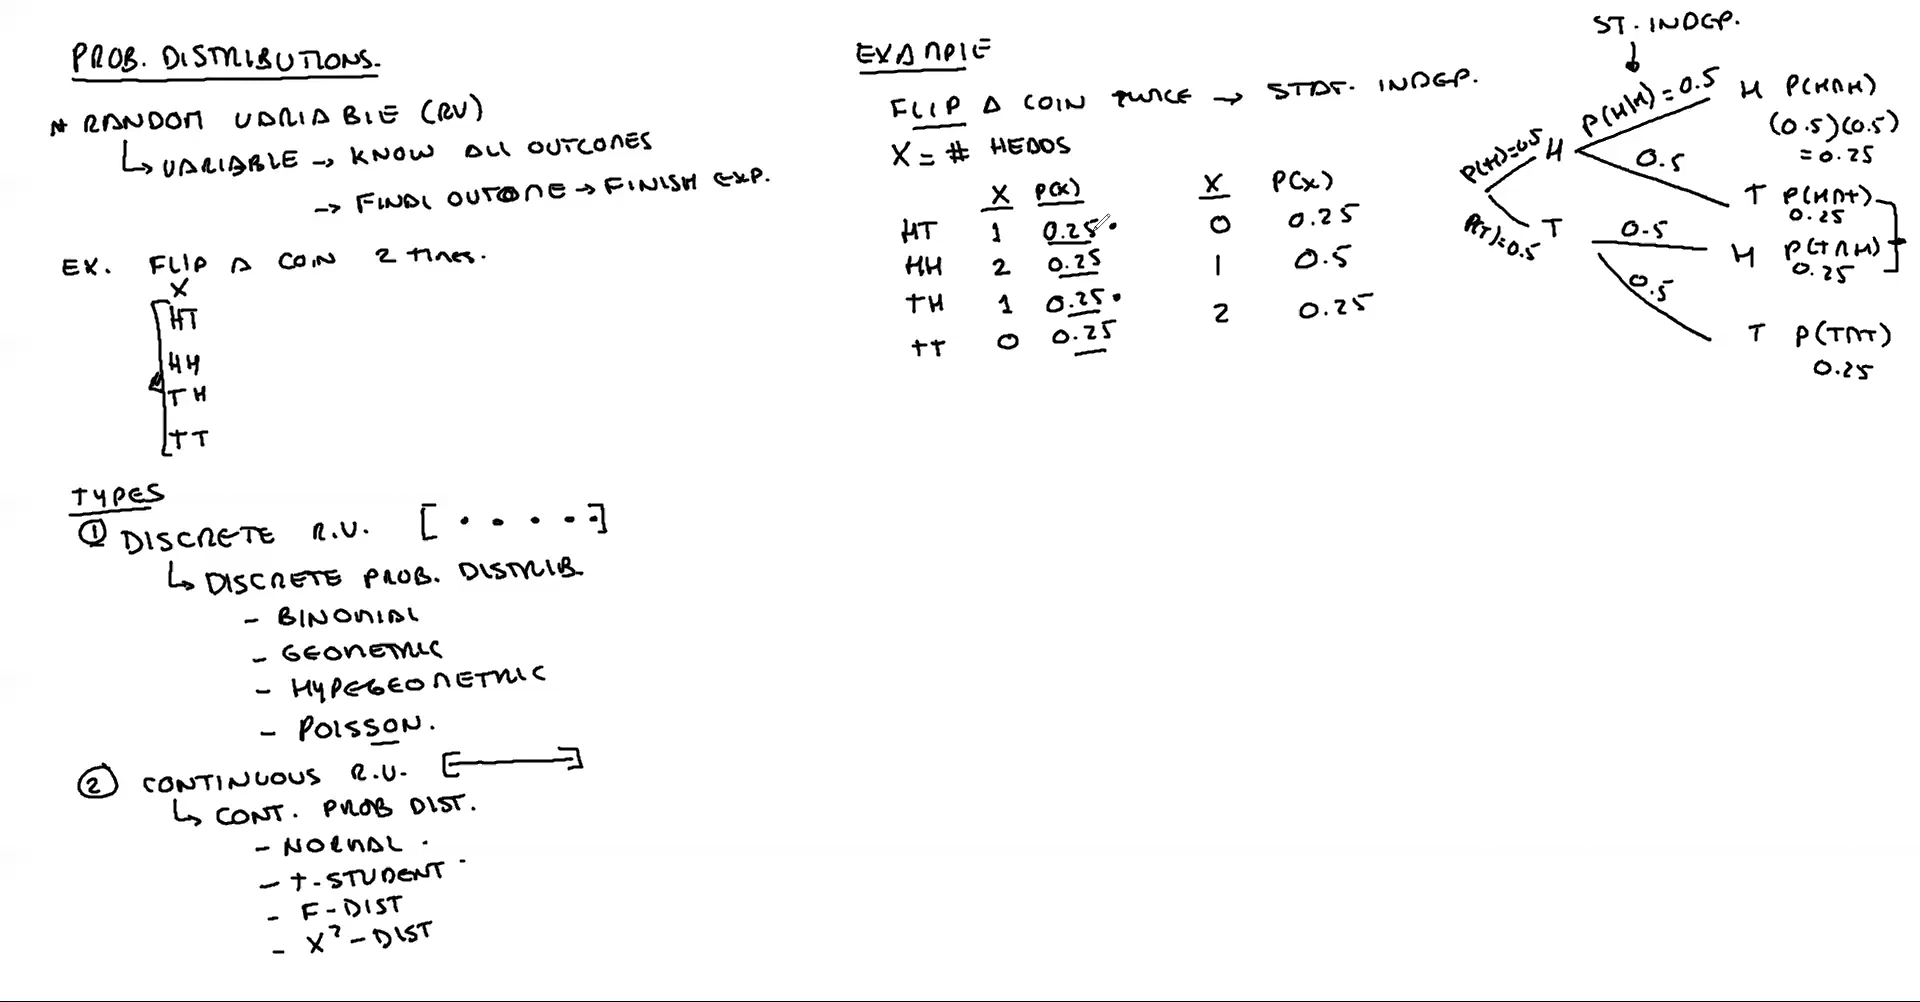 PROB. DISTRIBUTIONS.
* RANDOM VARIABLE (RV)
↳ VARIABLE → KNOW ALL OUTCOMES
→ FINAL OUTCOME → FINISH EXP.
EX. FLIP A COIN 2 TIMES.
X
HT
HH
TH
TT
TYPES
① DISCRETE R.V. [ . . . . . ]
↳ DISCRETE PROB. DISTRIB.
- BINOMIAL
- GEOMETRIC
- HYPEGEOMETRIC
- POISSON.
② CONTINUOUS R.V. [ ]
↳ CONT. PROB DIST.
- NORMAL .
- T-STUDENT .
- F-DIST
- X²-DIST
EXAMPLE
FLIP A COIN TWICE → STAT. INDEP.
X = # HEADS
X P(X)
HT 1 0.25 .
HH 2 0.25
TH 1 0.25 .
TT 0 0.25
X P(X)
0 0.25
1 0.5
2 0.25
ST. INDEP.
↓
P(H)=0.5 H P(H|H)=0.5 H P(H∩H)
(0.5)(0.5)
= 0.25
0.5 T P(H∩T)
0.25
P(T)=0.5 T 0.5 H P(T∩H)
0.25
0.5 T P(T∩T)
0.25